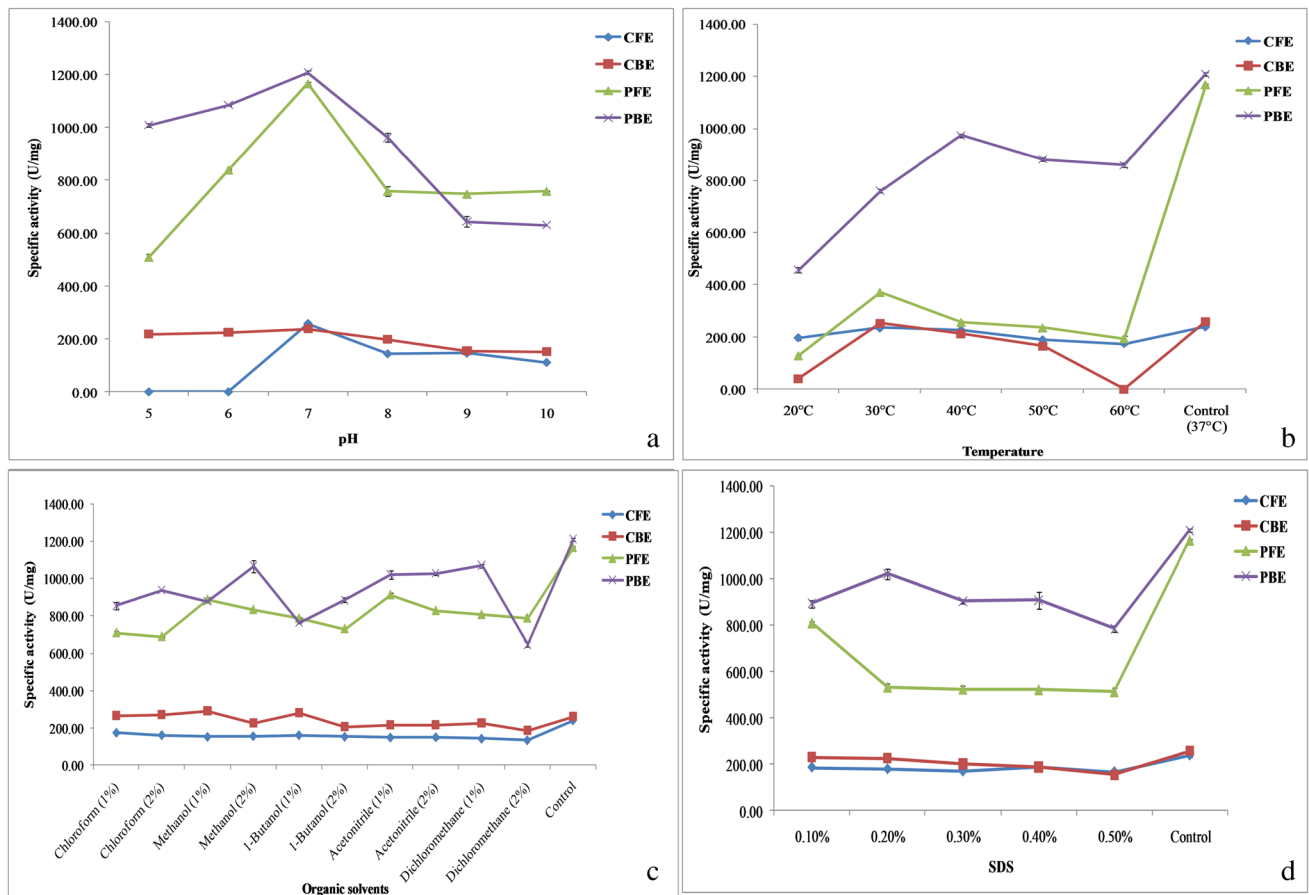 1400.00
1200.00
1000.00
800.00
600.00
400.00
200.00
0.00
Specific activity (U/mg)
5 6 7 8 9 10
pH
CFE
CBE
PFE
PBE
a
1400.00
1200.00
1000.00
800.00
600.00
400.00
200.00
0.00
Specific activity (U/mg)
20°C 30°C 40°C 50°C 60°C Control
(37°C)
Temperature
CFE
CBE
PFE
PBE
b
1400.00
1200.00
1000.00
800.00
600.00
400.00
200.00
0.00
Specific activity (U/mg)
Chloroform (1%)
Chloroform (2%)
Methanol (1%)
Methanol (2%)
1-Butanol (1%)
1-Butanol (2%)
Acetonitrile (1%)
Acetonitrile (2%)
Dichloromethane (1%)
Dichloromethane (2%)
Control
Organic solvents
CFE
CBE
PFE
PBE
c
1400.00
1200.00
1000.00
800.00
600.00
400.00
200.00
0.00
Specific activity (U/mg)
0.10% 0.20% 0.30% 0.40% 0.50% Control
SDS
CFE
CBE
PFE
PBE
d